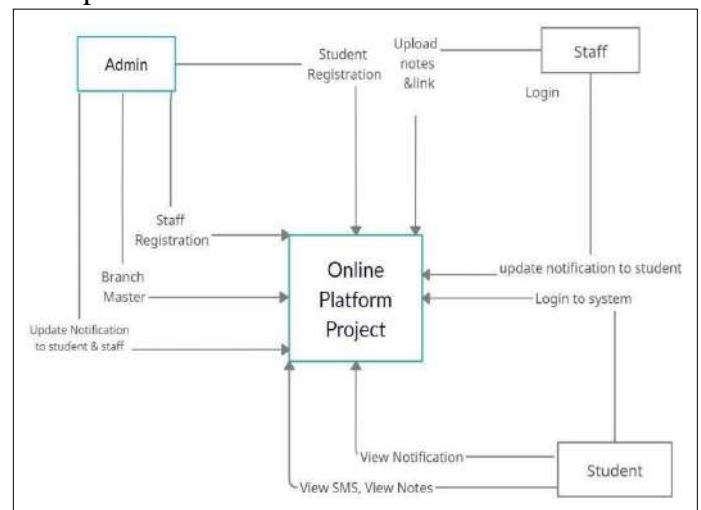 Admin
Student
Registration
Upload
notes
&link
Staff
Login
Staff
Registration
Branch
Master
Update Notification
to student & staff
Online
Platform
Project
update notification to student
Login to system
View Notification
View SMS, View Notes
Student